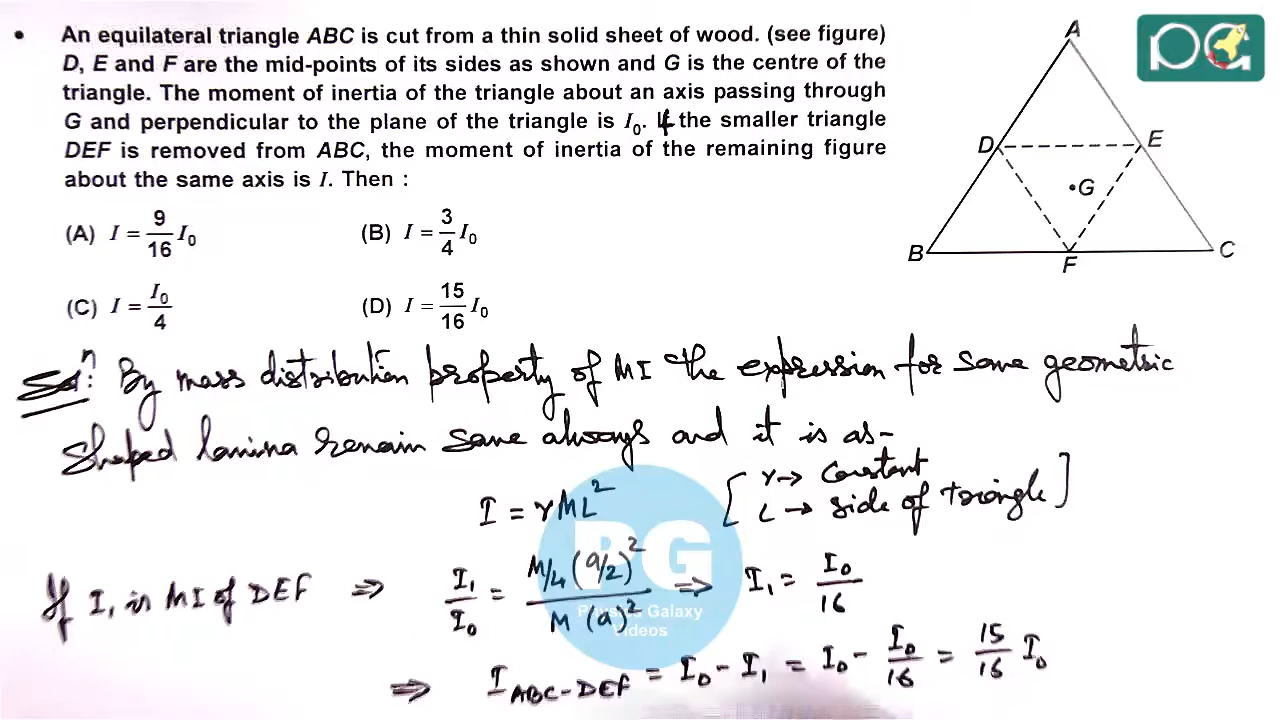 • An equilateral triangle ABC is cut from a thin solid sheet of wood. (see figure)
D, E and F are the mid-points of its sides as shown and G is the centre of the
triangle. The moment of inertia of the triangle about an axis passing through
G and perpendicular to the plane of the triangle is I₀. If the smaller triangle
DEF is removed from ABC, the moment of inertia of the remaining figure
about the same axis is I. Then :
(A) I = 9/16 I₀ (B) I = 3/4 I₀
(C) I = I₀/4 (D) I = 15/16 I₀
PG
A
D E
•G
B F C
Solⁿ: By mass distribution property of MI the expression for same geometric
shaped lamina remain same always and it is as-
I = γML² [γ → constant
L → side of triangle]
If I₁ is MI of DEF ⇒ I₁/I₀ = M/4 (a/2)² / M (a)² ⇒ I₁ = I₀/16
PG
Physics Galaxy
Videos
⇒ I ABC-DEF = I₀ - I₁ = I₀ - I₀/16 = 15/16 I₀